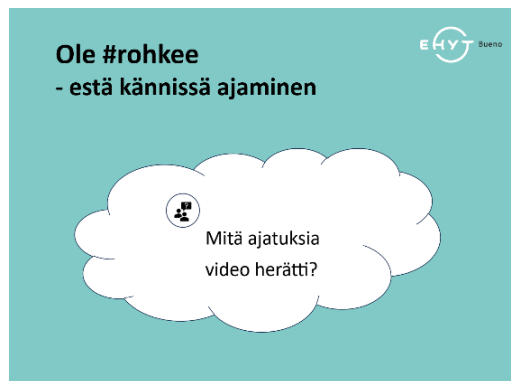 Ole #rohkee
- estä kännissä ajaminen
EHYT Bueno
?
Mitä ajatuksia
video herätti?